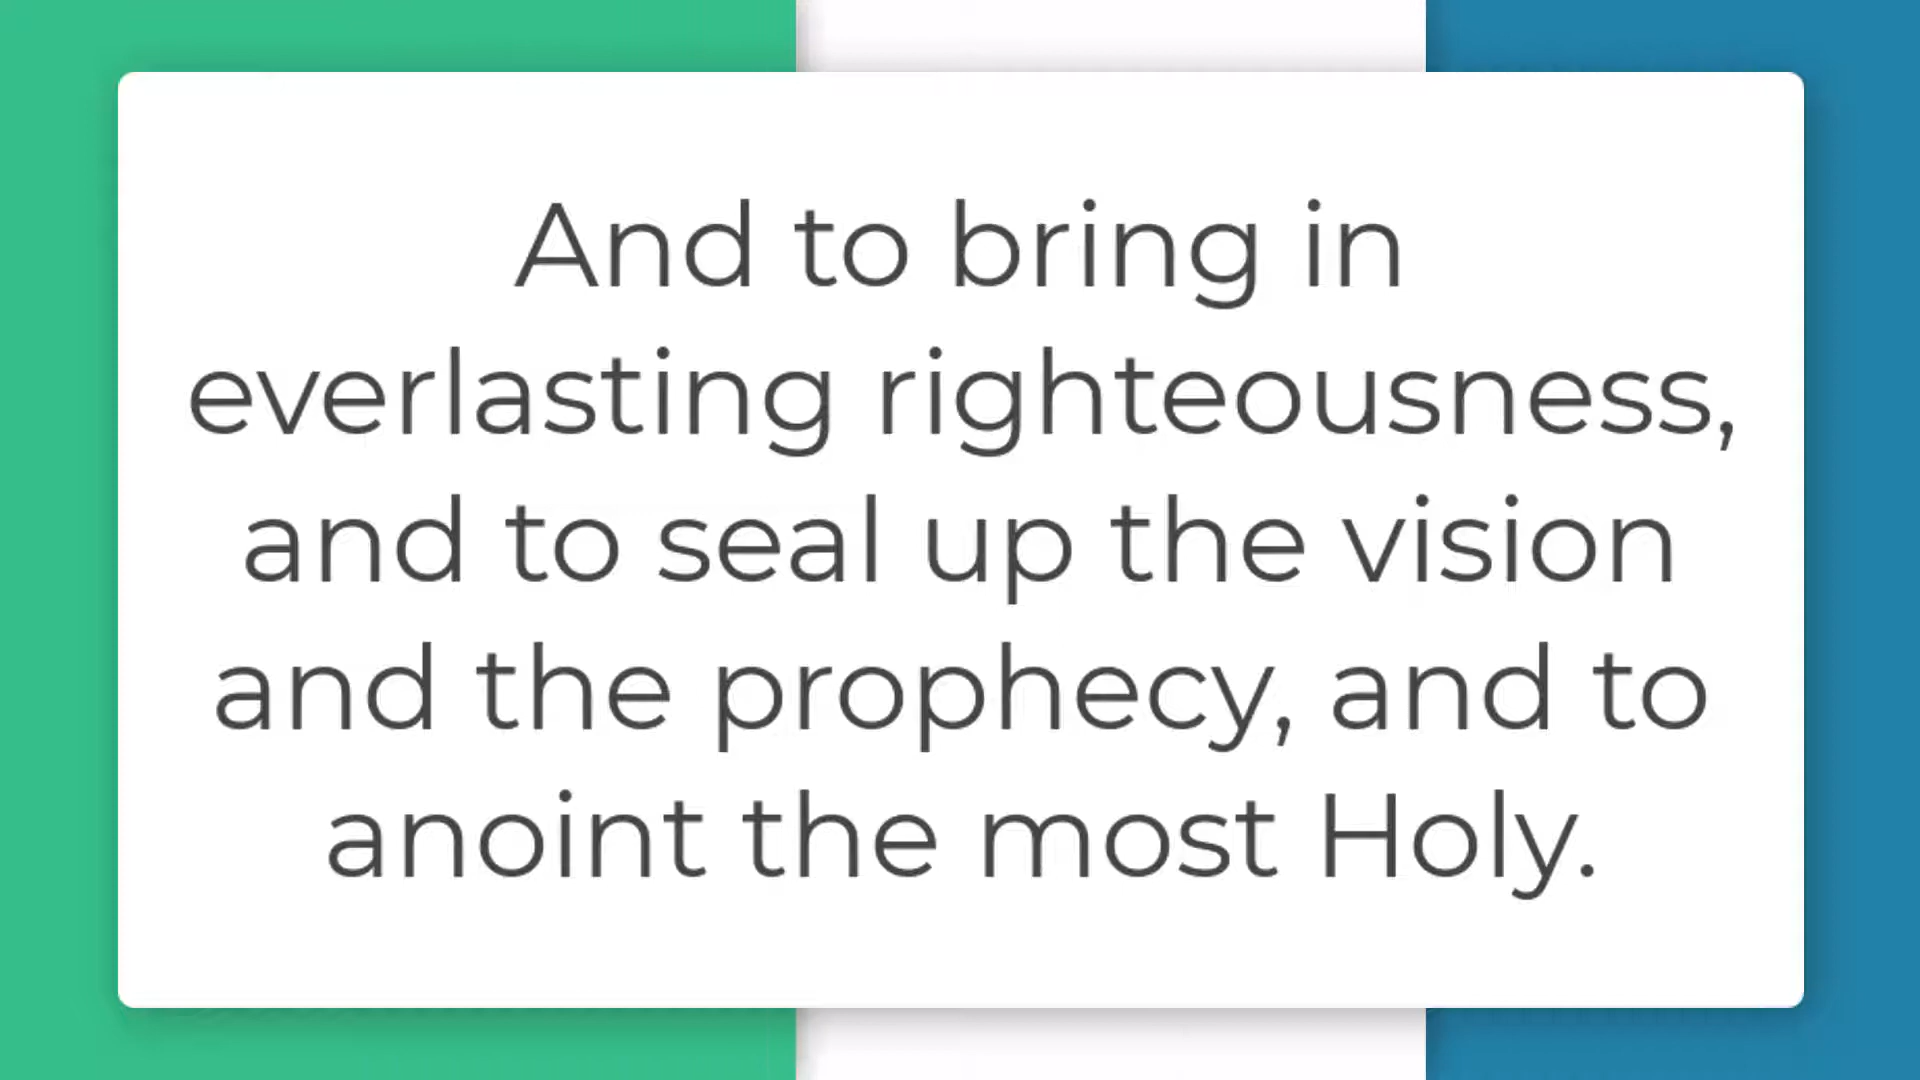 And to bring in
everlasting righteousness,
and to seal up the vision
and the prophecy, and to
anoint the most Holy.